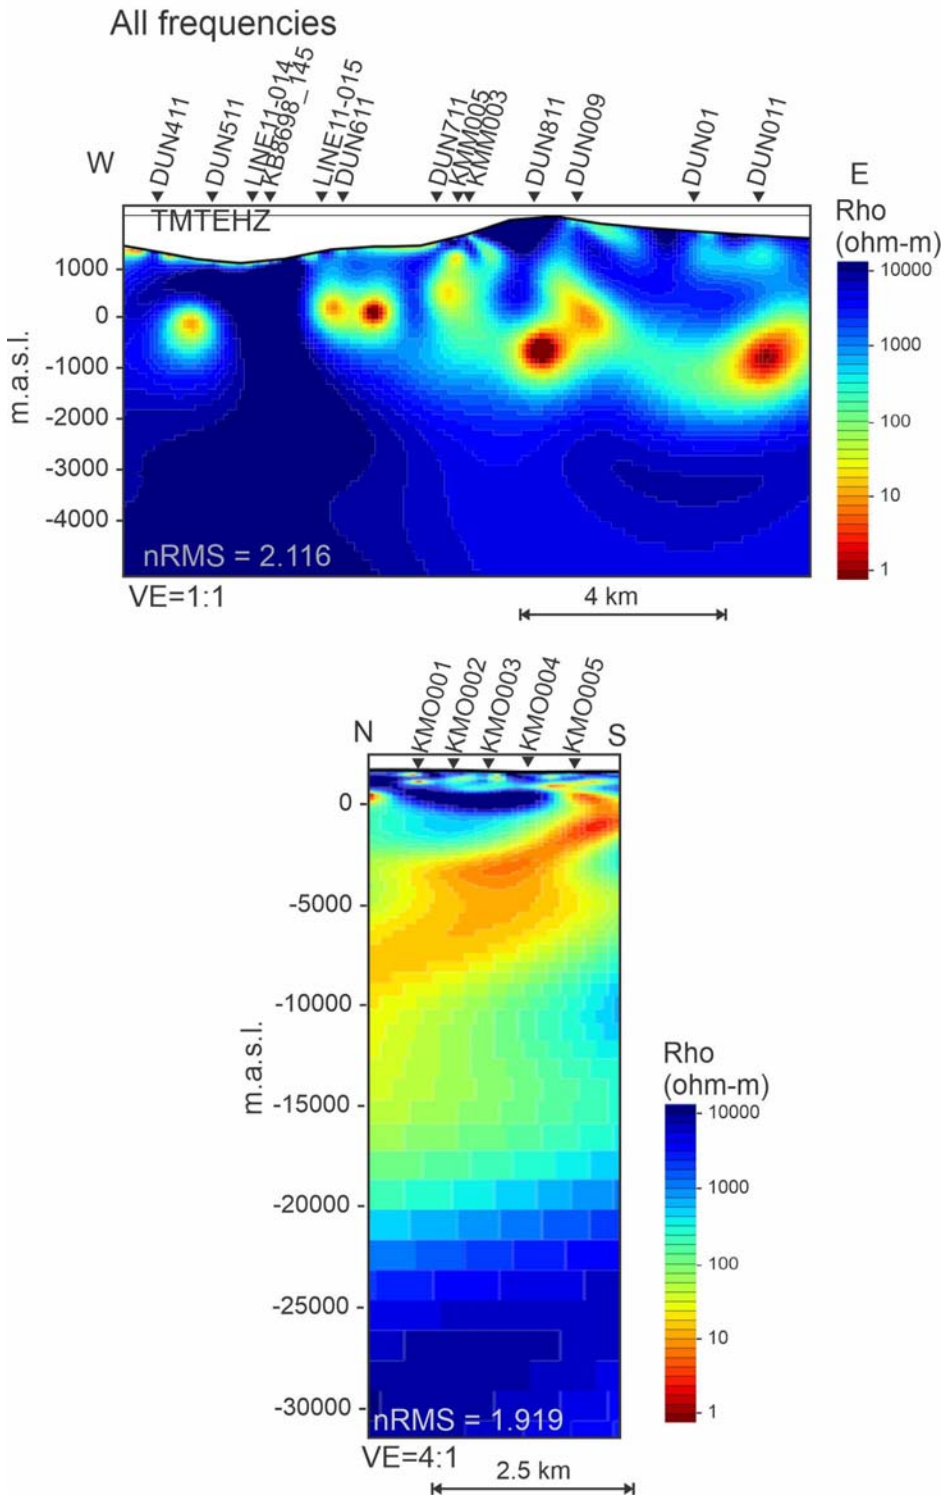 All frequencies
DUN411
DUN511
LINE11-014
KB8698_145
LINE11-015
DUN611
DUN711
KMM005
KMM003
DUN811
DUN009
DUN01
DUN011
W
E
TMTEHZ
Rho
(ohm-m)
10000
1000
100
10
1
1000
0
-1000
-2000
-3000
-4000
m.a.s.l.
nRMS = 2.116
VE=1:1
4 km
KMO001
KMO002
KMO003
KMO004
KMO005
N
S
0
-5000
-10000
-15000
-20000
-25000
-30000
m.a.s.l.
Rho
(ohm-m)
10000
1000
100
10
1
nRMS = 1.919
VE=4:1
2.5 km